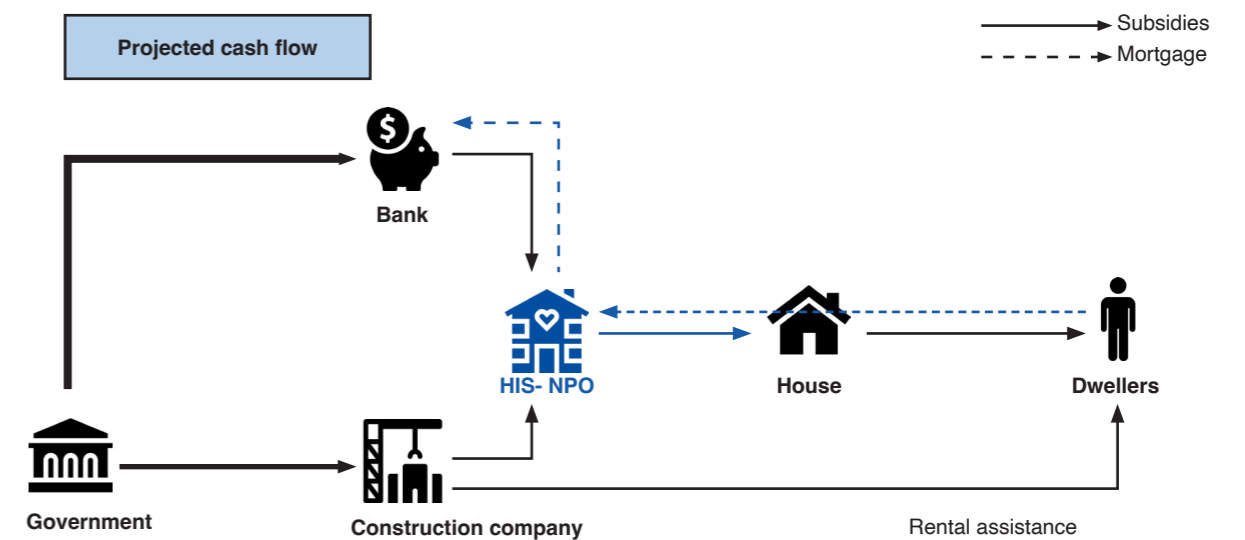 Projected cash flow
Subsidies
Mortgage
$
Bank
HIS- NPO
House
Dwellers
Government
Construction company
Rental assistance